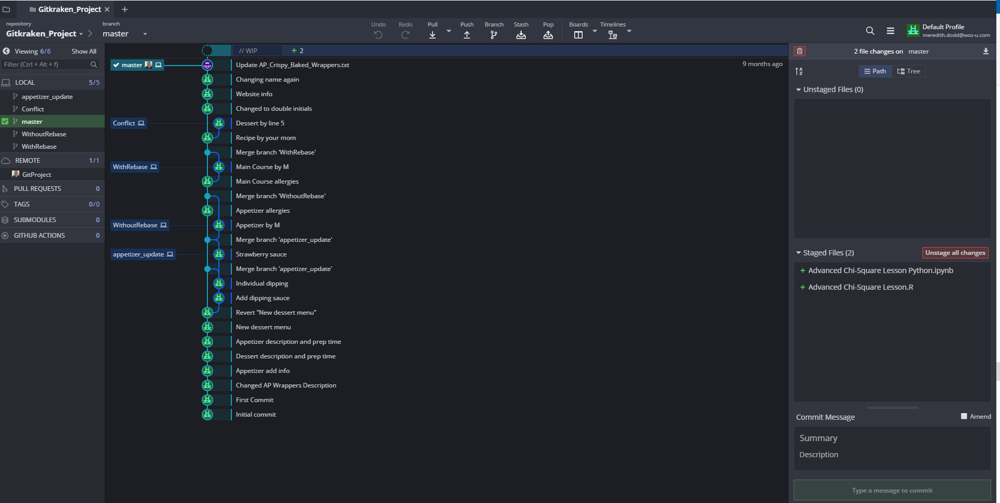 Gitkraken_Project
repository
Gitkraken_Project
branch
master
Undo
Redo
Pull
Push
Branch
Stash
Pop
Boards
Timelines
Default Profile
meredith.dodd@woz-u.com
Viewing 6/6
Show All
Filter (Ctrl + Alt + f)
LOCAL 5/5
appetizer_update
Conflict
master
WithoutRebase
WithRebase
REMOTE 1/1
GitProject
PULL REQUESTS 0
TAGS 0/0
SUBMODULES 0
GITHUB ACTIONS 0
// WIP + 2
master Update AP_Crispy_Baked_Wrappers.txt 9 months ago
Changing name again
Website info
Changed to double initials
Conflict Dessert by line 5
Recipe by your mom
Merge branch 'WithRebase'
WithRebase Main Course by M
Main Course allergies
Merge branch 'WithoutRebase'
Appetizer allergies
WithoutRebase Appetizer by M
Merge branch 'appetizer_update'
appetizer_update Strawberry sauce
Merge branch 'appetizer_update'
Individual dipping
Add dipping sauce
Revert "New dessert menu"
New dessert menu
Appetizer description and prep time
Dessert description and prep time
Appetizer add info
Changed AP Wrappers Description
First Commit
Initial commit
2 file changes on master
Path
Tree
Unstaged Files (0)
Staged Files (2)
Unstage all changes
+ Advanced Chi-Square Lesson Python.ipynb
+ Advanced Chi-Square Lesson.R
Commit Message
Amend
Summary
Description
Type a message to commit